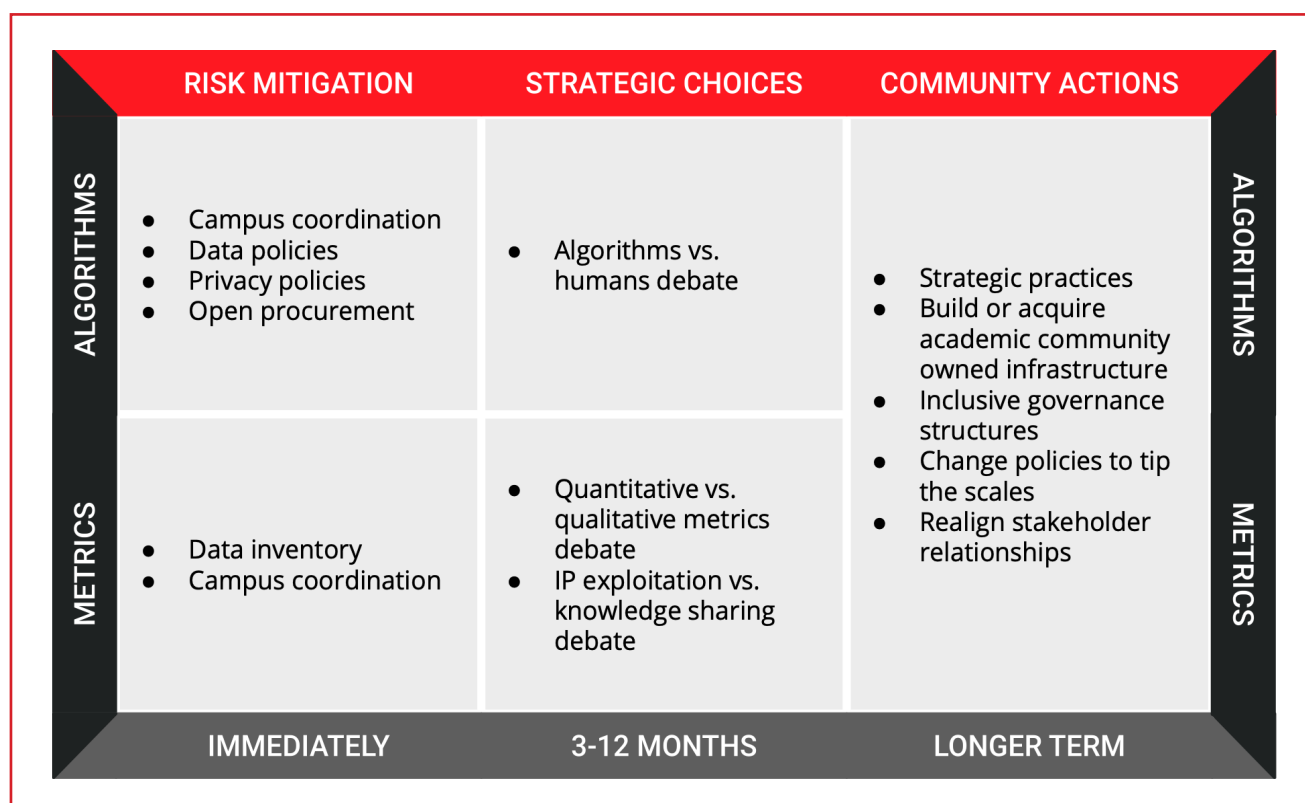 RISK MITIGATION
STRATEGIC CHOICES
COMMUNITY ACTIONS
ALGORITHMS
● Campus coordination
● Data policies
● Privacy policies
● Open procurement
● Algorithms vs.
humans debate
● Strategic practices
● Build or acquire
academic community
owned infrastructure
● Inclusive governance
structures
● Change policies to tip
the scales
● Realign stakeholder
relationships
ALGORITHMS
METRICS
● Data inventory
● Campus coordination
● Quantitative vs.
qualitative metrics
debate
● IP exploitation vs.
knowledge sharing
debate
METRICS
IMMEDIATELY
3-12 MONTHS
LONGER TERM